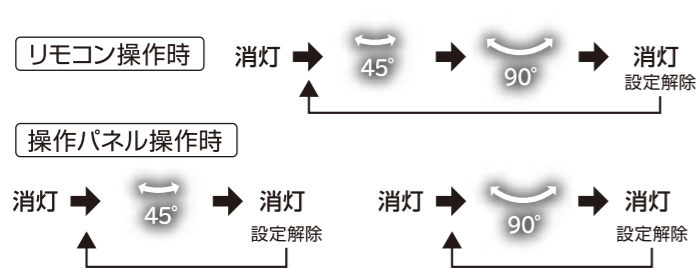 リモコン操作時
消灯 45° 90° 消灯
設定解除
操作パネル操作時
消灯 45° 消灯 消灯 90° 消灯
設定解除 設定解除